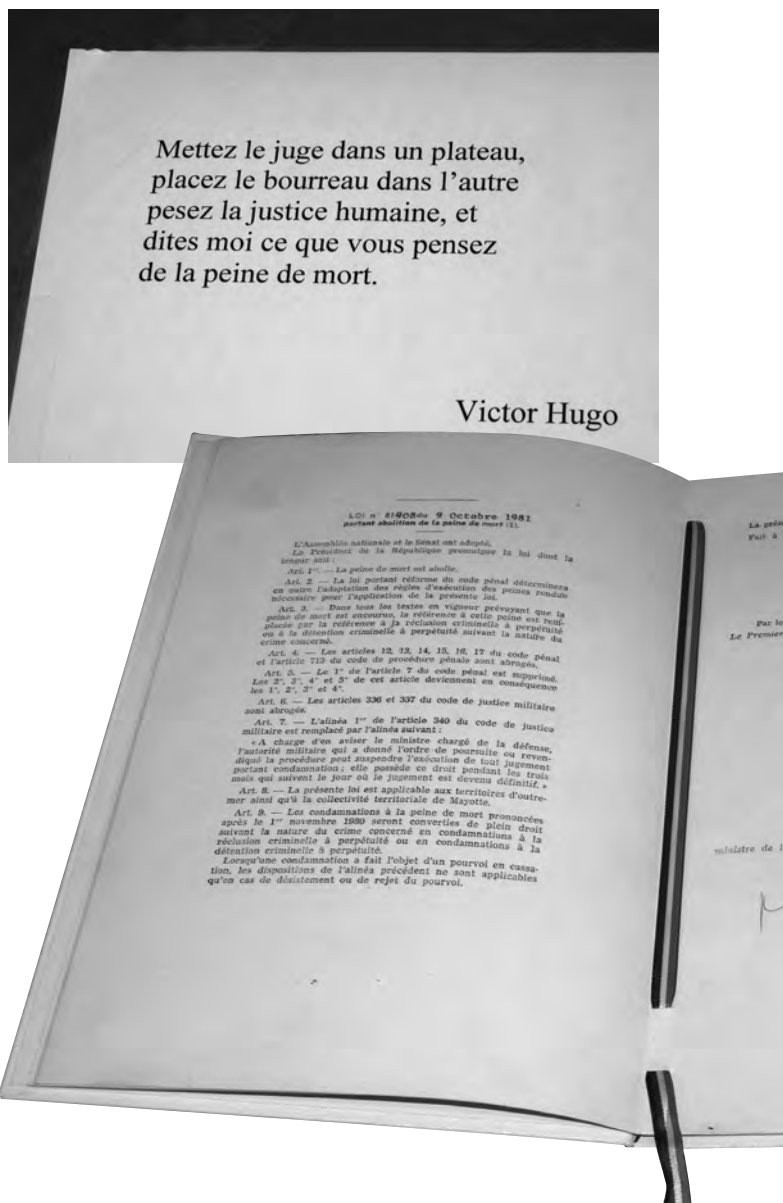 Mettez le juge dans un plateau,
placez le bourreau dans l’autre
pesez la justice humaine, et
dites moi ce que vous pensez
de la peine de mort.
Victor Hugo
LOI n° 81-908 du 9 Octobre 1981
portant abolition de la peine de mort (1).
L'Assemblée nationale et le Sénat ont adopté,
Le Président de la République promulgue la loi dont la
teneur suit :
Art. 1er. — La peine de mort est abolie.
Art. 2. — La loi portant réforme du code pénal déterminera
en outre l'adaptation des règles d'exécution des peines rendue
nécessaire pour l'application de la présente loi.
Art. 3. — Dans tous les textes en vigueur prévoyant que la
peine de mort est encourue, la référence à cette peine est rem-
placée par la référence à la réclusion criminelle à perpétuité
ou à la détention criminelle à perpétuité suivant la nature du
crime concerné.
Art. 4. — Les articles 12, 13, 14, 15, 16, 17 du code pénal
et l'article 713 du code de procédure pénale sont abrogés.
Art. 5. — Le 1° de l'article 7 du code pénal est supprimé.
Les 2°, 3°, 4° et 5° de cet article deviennent en conséquence
les 1°, 2°, 3° et 4°.
Art. 6. — Les articles 336 et 337 du code de justice militaire
sont abrogés.
Art. 7. — L'alinéa 1er de l'article 340 du code de justice
militaire est remplacé par l'alinéa suivant :
« A charge d'en aviser le ministre chargé de la défense,
l'autorité militaire qui a donné l'ordre de poursuite ou reven-
diqué la procédure peut suspendre l'exécution de tout jugement
portant condamnation ; elle possède ce droit pendant les trois
mois qui suivent le jour où le jugement est devenu définitif. »
Art. 8. — La présente loi est applicable aux territoires d'outre-
mer ainsi qu'à la collectivité territoriale de Mayotte.
Art. 9. — Les condamnations à la peine de mort prononcées
après le 1er novembre 1980 seront converties de plein droit
suivant la nature du crime concerné en condamnations à la
réclusion criminelle à perpétuité ou en condamnations à la
détention criminelle à perpétuité.
Lorsqu'une condamnation a fait l'objet d'un pourvoi en cassa-
tion, les dispositions de l'alinéa précédent ne sont applicables
qu'en cas de désistement ou de rejet du pourvoi.
La prés
Fait à
Par le
Le Premier
ministre de l